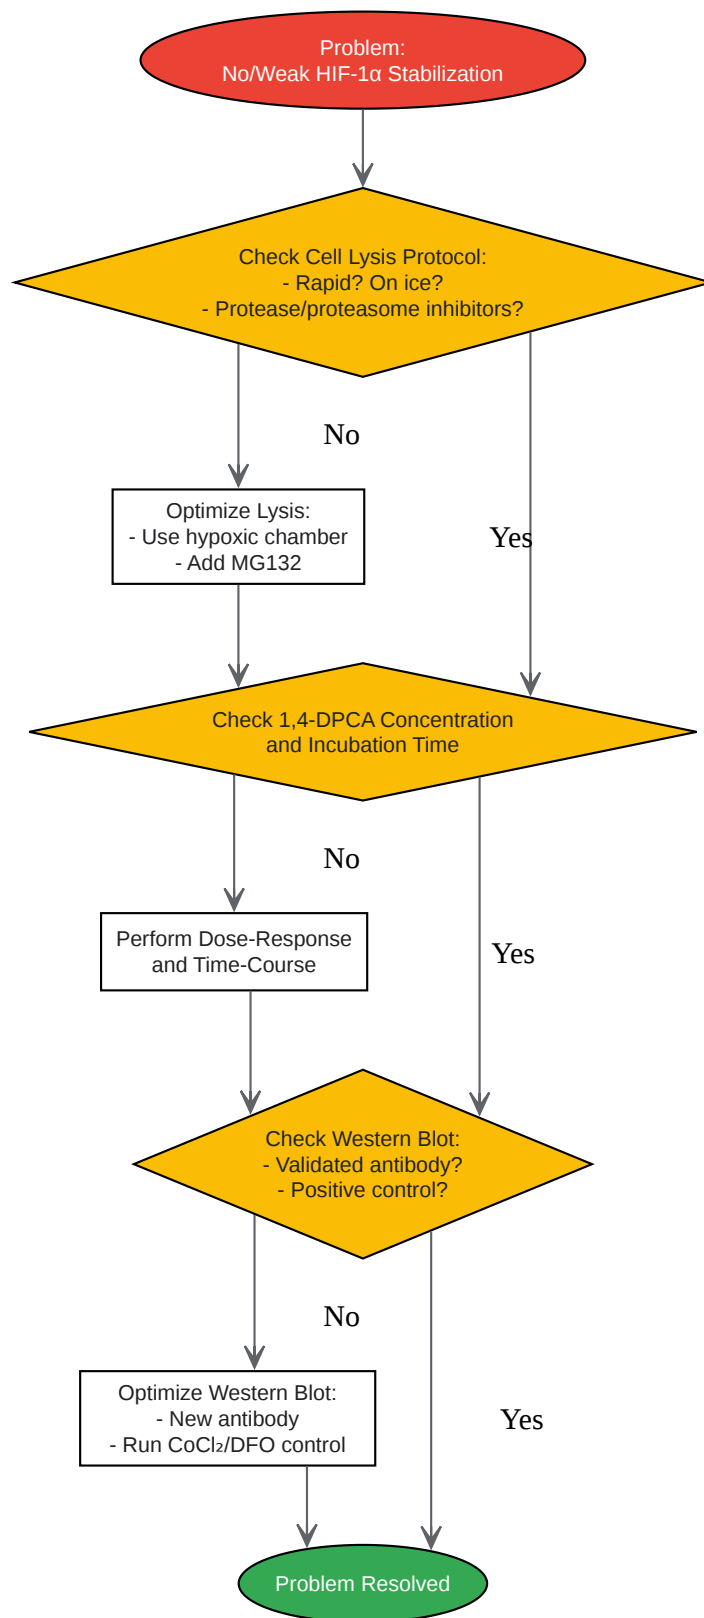 Problem:
No/Weak HIF-1α Stabilization
Check Cell Lysis Protocol:
- Rapid? On ice?
- Protease/proteasome inhibitors?
No
Optimize Lysis:
- Use hypoxic chamber
- Add MG132
Yes
Check 1,4-DPCA Concentration
and Incubation Time
No
Perform Dose-Response
and Time-Course
Yes
Check Western Blot:
- Validated antibody?
- Positive control?
No
Optimize Western Blot:
- New antibody
- Run CoCl₂/DFO control
Yes
Problem Resolved